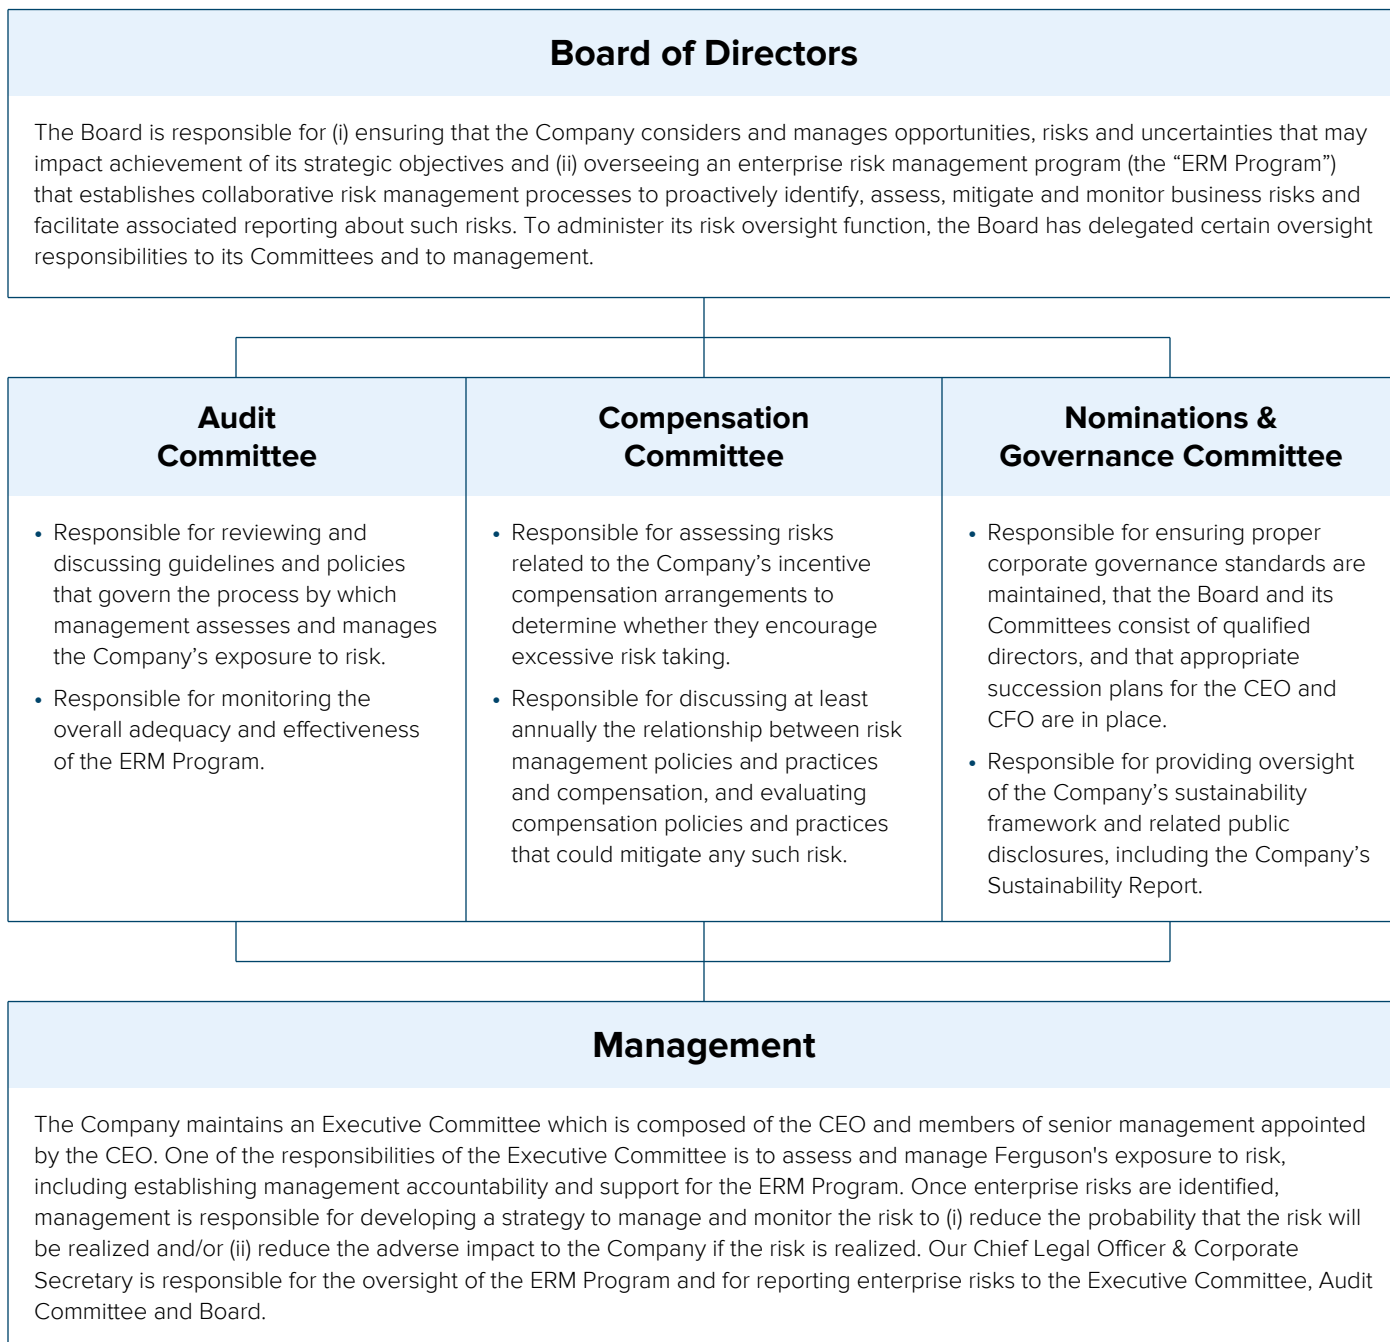 Board of Directors
The Board is responsible for (i) ensuring that the Company considers and manages opportunities, risks and uncertainties that may
impact achievement of its strategic objectives and (ii) overseeing an enterprise risk management program (the “ERM Program”)
that establishes collaborative risk management processes to proactively identify, assess, mitigate and monitor business risks and
facilitate associated reporting about such risks. To administer its risk oversight function, the Board has delegated certain oversight
responsibilities to its Committees and to management.
Audit
Committee
• Responsible for reviewing and
discussing guidelines and policies
that govern the process by which
management assesses and manages
the Company’s exposure to risk.
• Responsible for monitoring the
overall adequacy and effectiveness
of the ERM Program.
Compensation
Committee
• Responsible for assessing risks
related to the Company’s incentive
compensation arrangements to
determine whether they encourage
excessive risk taking.
• Responsible for discussing at least
annually the relationship between risk
management policies and practices
and compensation, and evaluating
compensation policies and practices
that could mitigate any such risk.
Nominations &
Governance Committee
• Responsible for ensuring proper
corporate governance standards are
maintained, that the Board and its
Committees consist of qualified
directors, and that appropriate
succession plans for the CEO and
CFO are in place.
• Responsible for providing oversight
of the Company’s sustainability
framework and related public
disclosures, including the Company’s
Sustainability Report.
Management
The Company maintains an Executive Committee which is composed of the CEO and members of senior management appointed
by the CEO. One of the responsibilities of the Executive Committee is to assess and manage Ferguson's exposure to risk,
including establishing management accountability and support for the ERM Program. Once enterprise risks are identified,
management is responsible for developing a strategy to manage and monitor the risk to (i) reduce the probability that the risk will
be realized and/or (ii) reduce the adverse impact to the Company if the risk is realized. Our Chief Legal Officer & Corporate
Secretary is responsible for the oversight of the ERM Program and for reporting enterprise risks to the Executive Committee, Audit
Committee and Board.